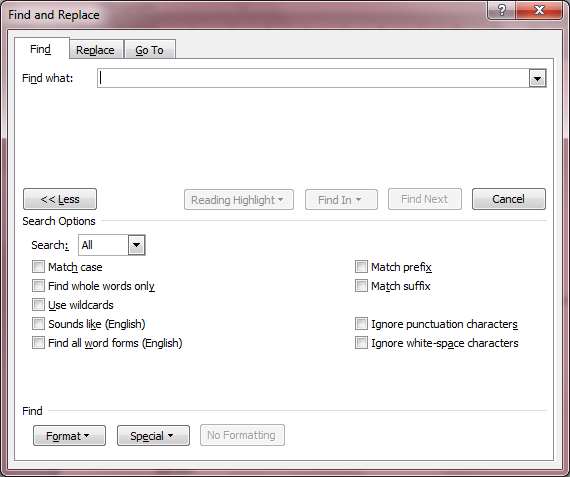 Find and Replace
Find Replace Go To
Find what:
<< Less Reading Highlight Find In Find Next Cancel
Search Options
Search: All
Match case Match prefix
Find whole words only Match suffix
Use wildcards
Sounds like (English) Ignore punctuation characters
Find all word forms (English) Ignore white-space characters
Find
Format Special No Formatting